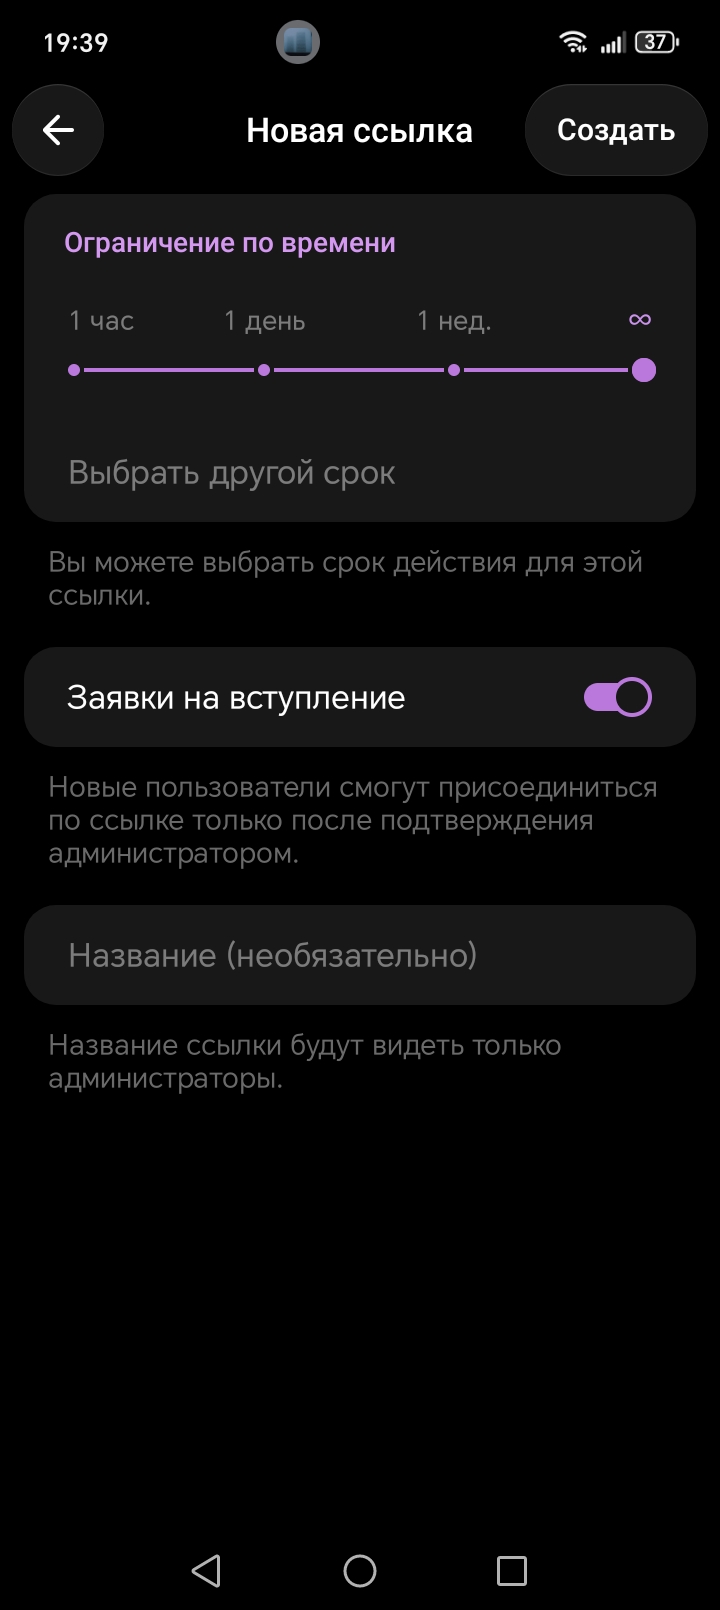 19:39
37
Новая ссылка
Создать
Ограничение по времени
1 час 1 день 1 нед. ∞
Выбрать другой срок
Вы можете выбрать срок действия для этой
ссылки.
Заявки на вступление
Новые пользователи смогут присоединиться
по ссылке только после подтверждения
администратором.
Название (необязательно)
Название ссылки будут видеть только
администраторы.